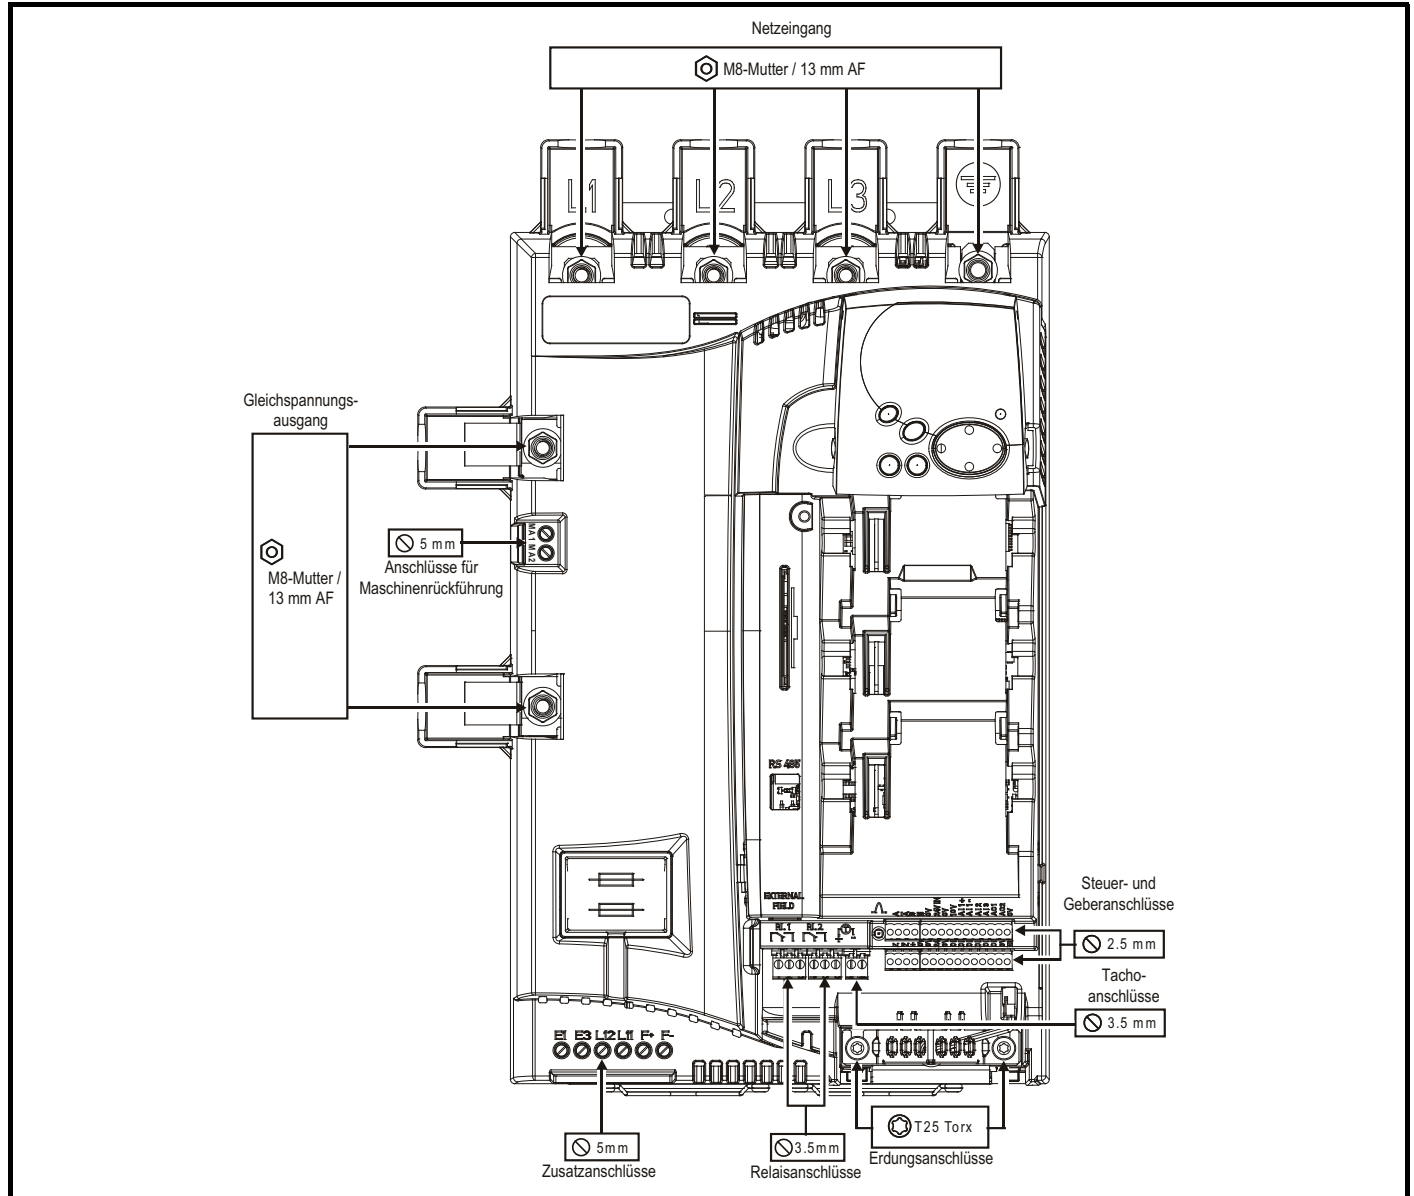 Netzeingang
M8-Mutter / 13 mm AF
L1 L2 L3
Gleichspannungs-
ausgang
M8-Mutter /
13 mm AF
5 mm
Anschlüsse für
Maschinenrückführung
MA1 MA2
RS 485
EXTERNAL
FIELD
RL1 RL2
Steuer- und
Geberanschlüsse
2.5 mm
Tacho-
anschlüsse
3.5 mm
E1 E3 L12 L11 F+ F-
5mm
Zusatzanschlüsse
3.5mm
Relaisanschlüsse
T25 Torx
Erdungsanschlüsse